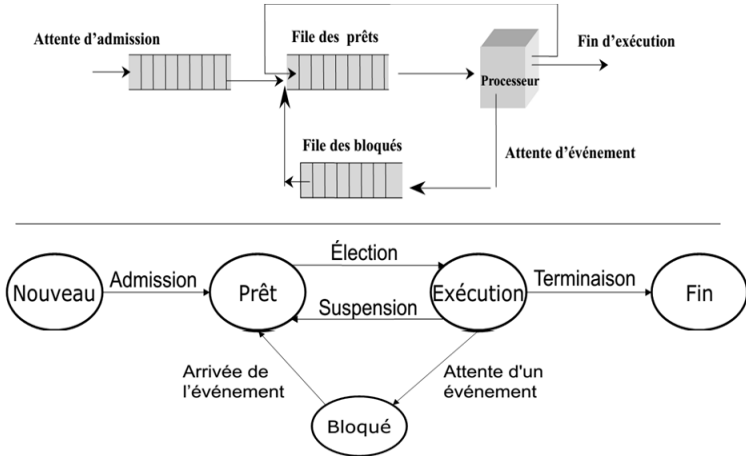 Attente d'admission
File des prêts
Fin d'exécution
Processeur
File des bloqués
Attente d'événement
Élection
Nouveau
Admission
Prêt
Exécution
Terminaison
Fin
Suspension
Arrivée de
l'événement
Attente d'un
événement
Bloqué